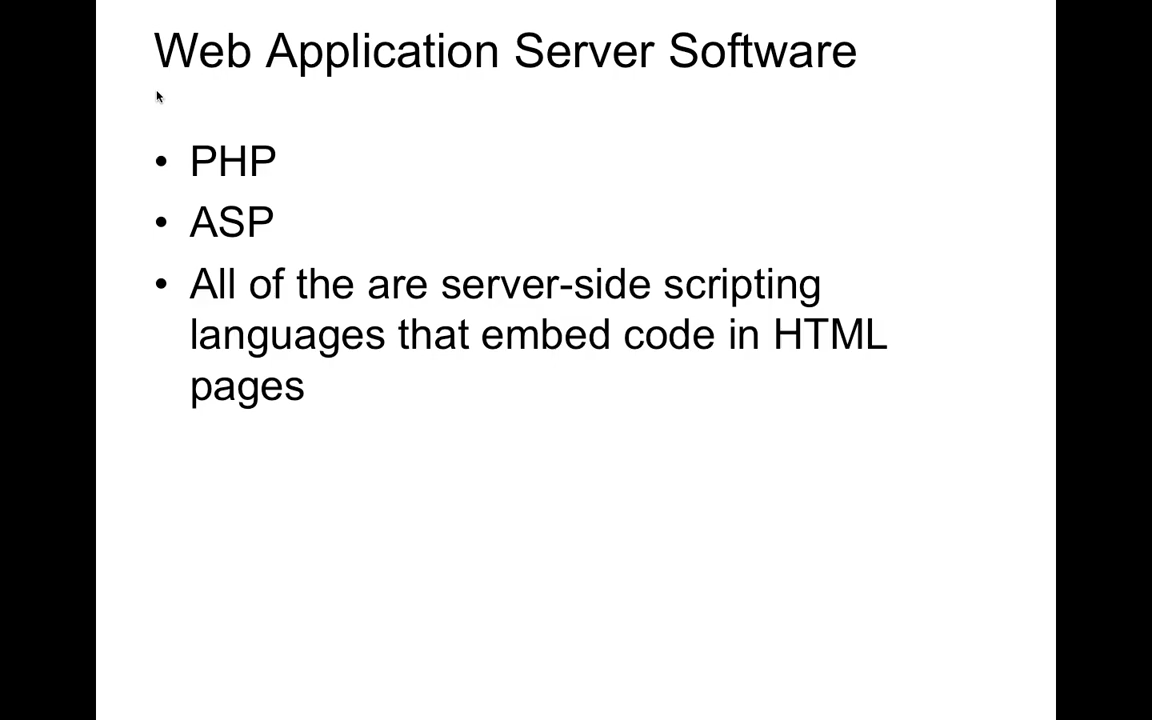 Web Application Server Software
• PHP
• ASP
• All of the are server-side scripting
languages that embed code in HTML
pages